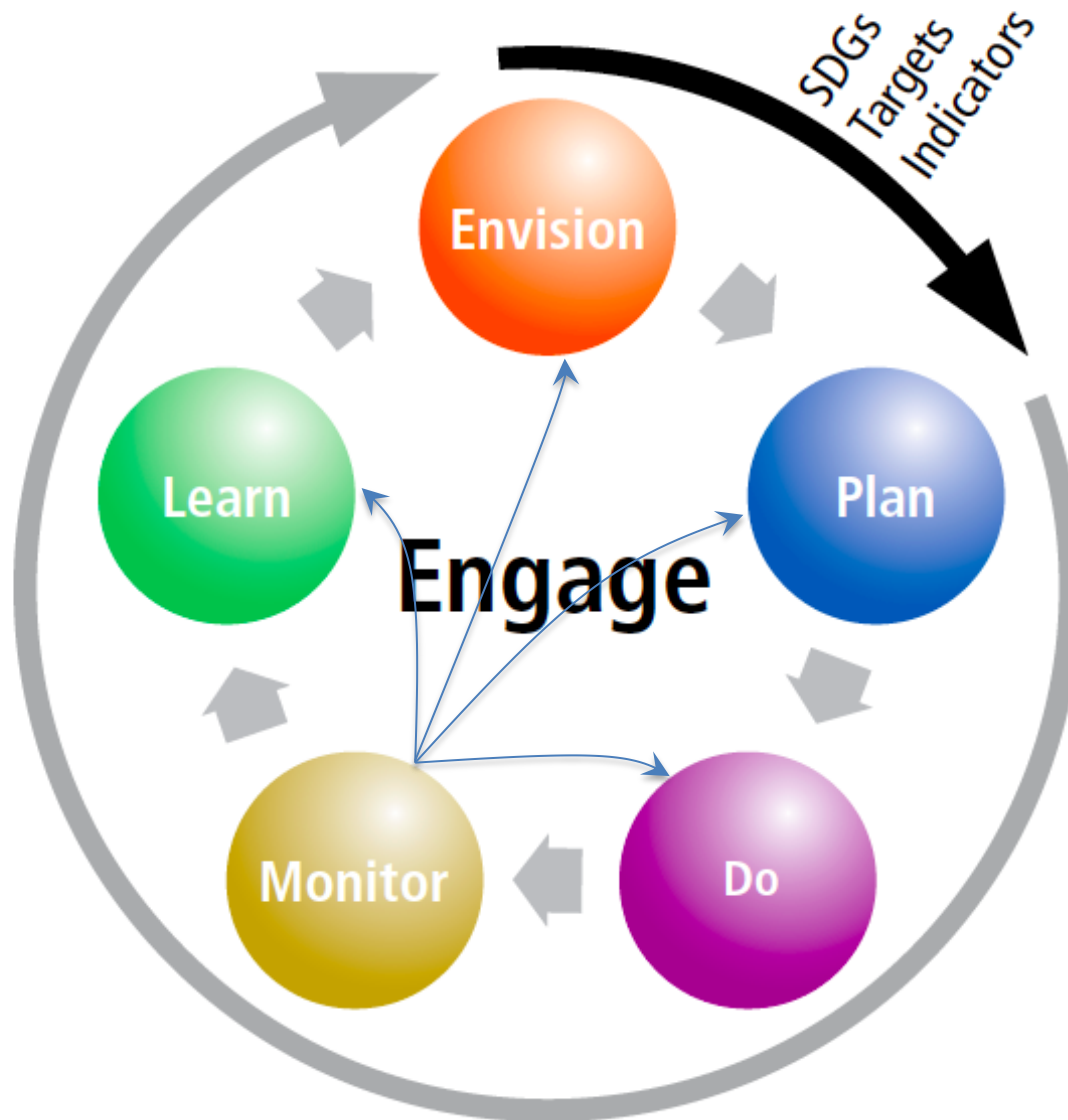 SDGs
Targets
Indicators
Envision
Learn
Plan
Engage
Monitor
Do